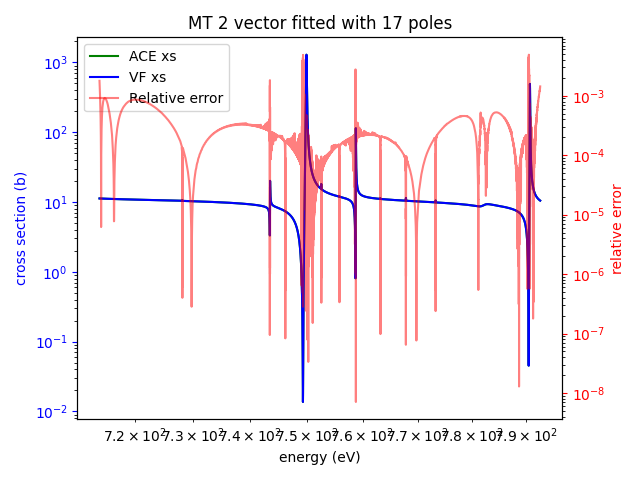 MT 2 vector fitted with 17 poles
ACE xs
VF xs
Relative error
10³
10²
10¹
10⁰
10⁻¹
10⁻²
cross section (b)
10⁻³
10⁻⁴
10⁻⁵
10⁻⁶
10⁻⁷
10⁻⁸
relative error
7.2 × 10² 7.3 × 10² 7.4 × 10² 7.5 × 10² 7.6 × 10² 7.7 × 10² 7.8 × 10² 7.9 × 10²
energy (eV)